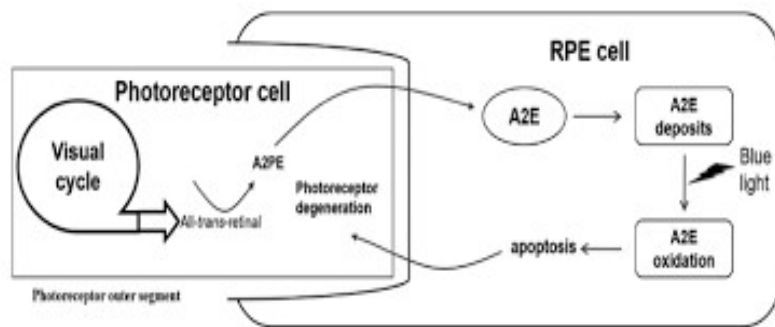 RPE cell
Photoreceptor cell
Visual
cycle
A2PE
All-trans-retinal
Photoreceptor
degeneration
A2E
A2E
deposits
Blue
light
A2E
oxidation
apoptosis
Photoreceptor outer segment